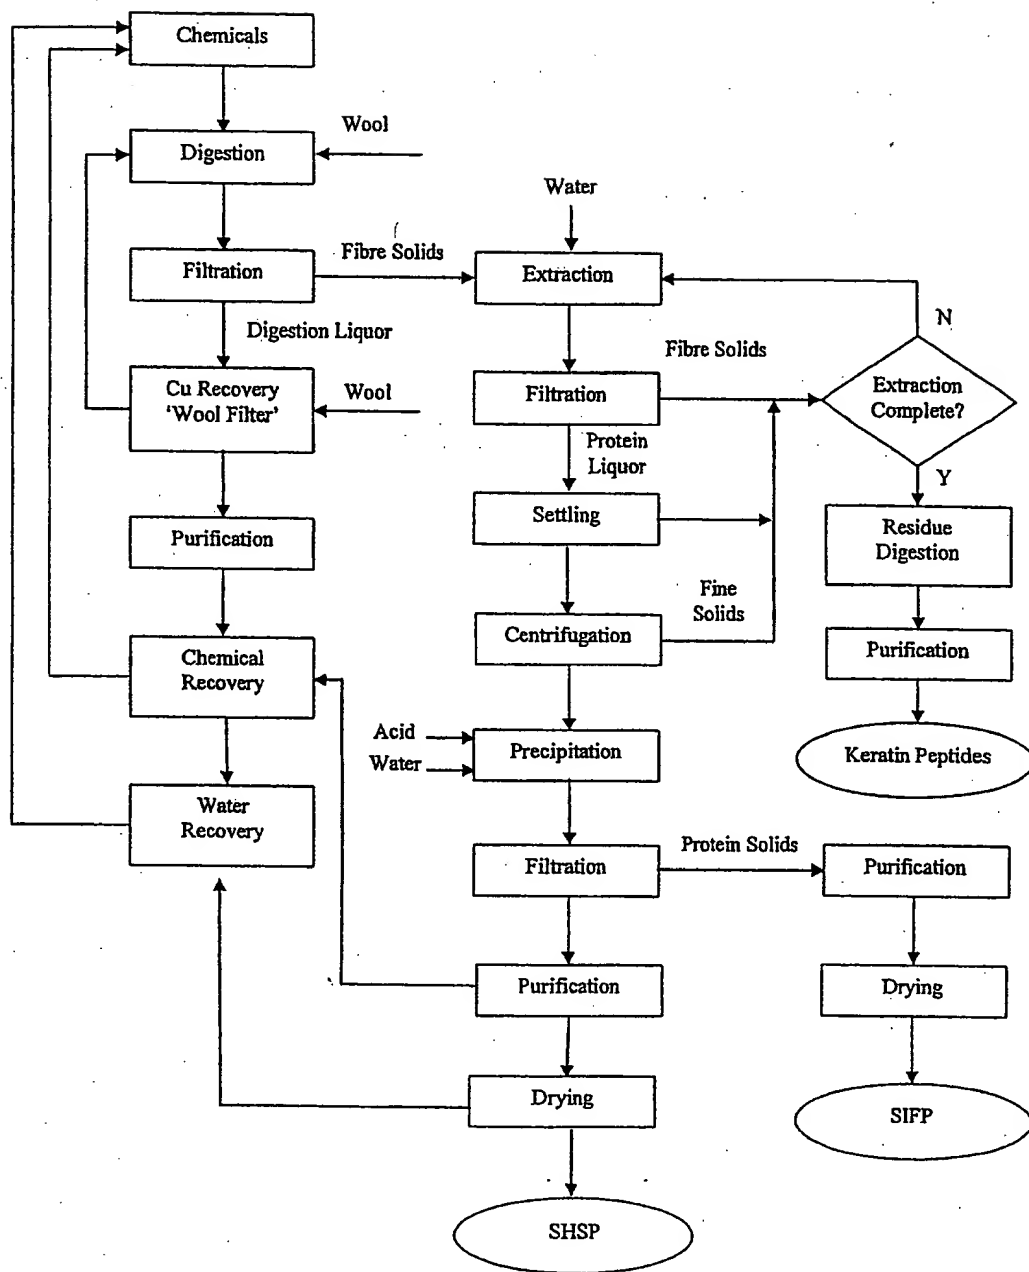 Chemicals
Wool
Digestion
Water
Fibre Solids
Filtration
Extraction
N
Digestion Liquor
Fibre Solids
Cu Recovery
'Wool Filter'
Wool
Filtration
Extraction
Complete?
Protein
Liquor
Y
Purification
Settling
Residue
Digestion
Fine
Solids
Centrifugation
Chemical
Recovery
Purification
Acid
Water
Precipitation
Keratin Peptides
Water
Recovery
Protein Solids
Filtration
Purification
Purification
Drying
Drying
SIFP
SHSP